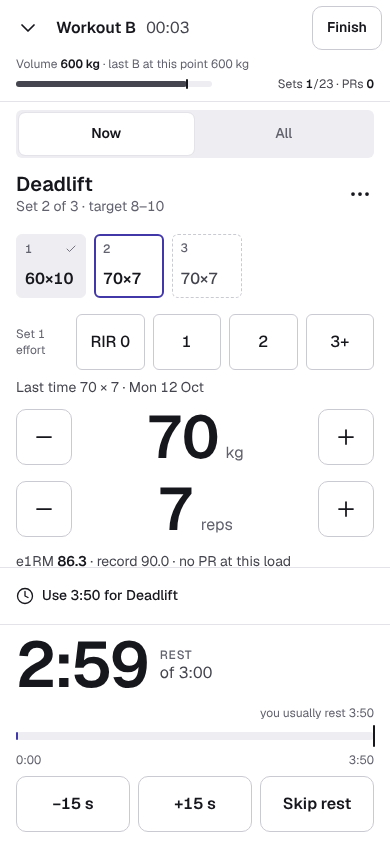 Workout B 00:03 Finish
Volume 600 kg · last B at this point 600 kg
Sets 1/23 · PRs 0
Now All
Deadlift
Set 2 of 3 · target 8–10
1 2 3
60×10 70×7 70×7
Set 1 effort RIR 0 1 2 3+
Last time 70 × 7 · Mon 12 Oct
− 70 kg +
− 7 reps +
e1RM 86.3 · record 90.0 · no PR at this load
Use 3:50 for Deadlift
2:59 REST
of 3:00
you usually rest 3:50
0:00 3:50
−15 s +15 s Skip rest